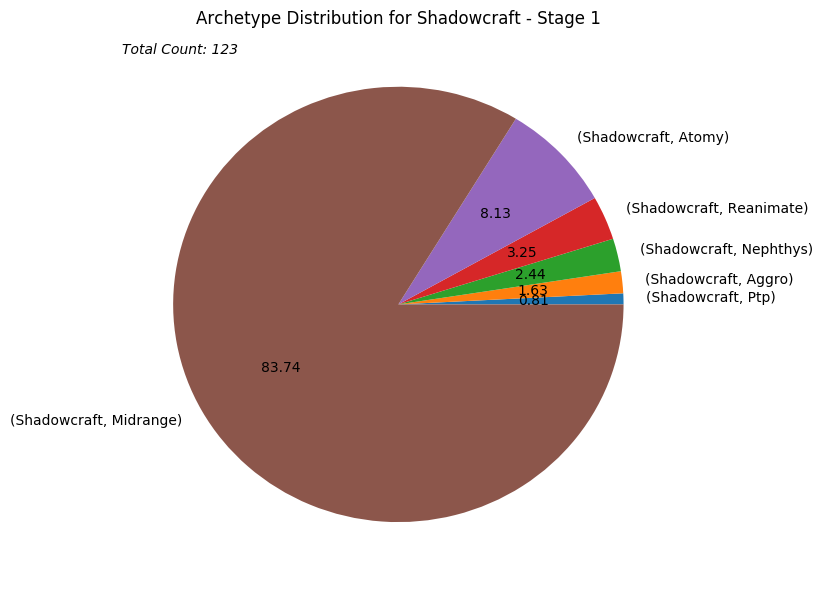 Archetype Distribution for Shadowcraft - Stage 1
Total Count: 123
(Shadowcraft, Atomy)
(Shadowcraft, Reanimate)
8.13
(Shadowcraft, Nephthys)
3.25
2.44
(Shadowcraft, Aggro)
1.63
(Shadowcraft, Ptp)
0.81
83.74
(Shadowcraft, Midrange)